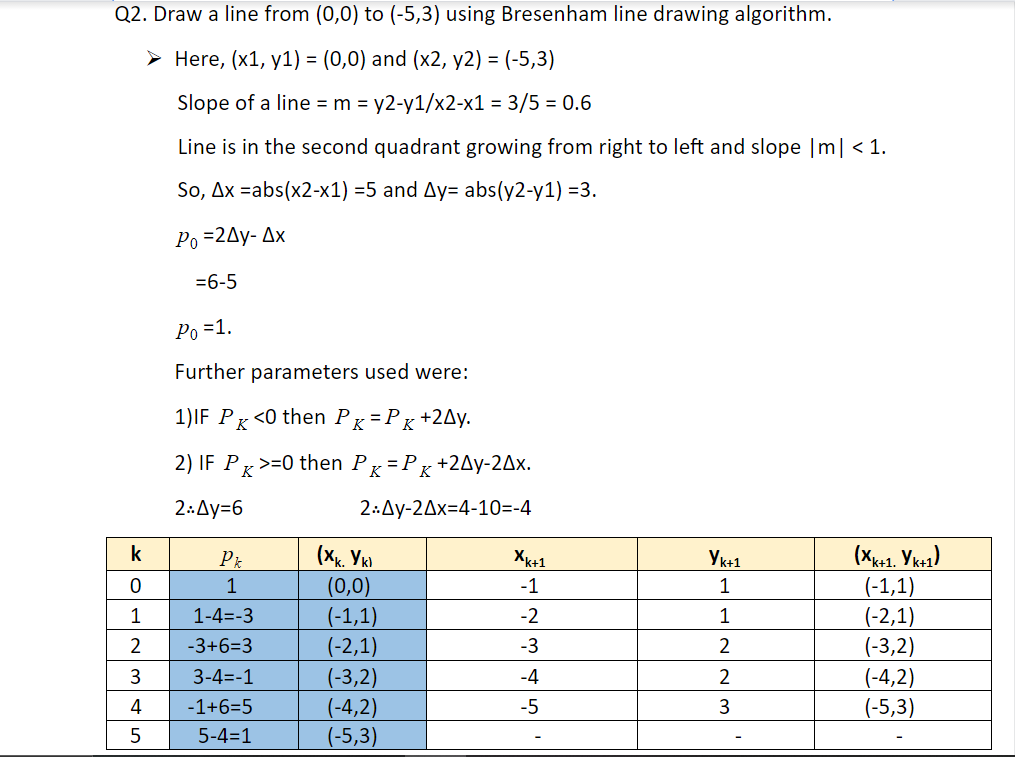 Q2. Draw a line from (0,0) to (-5,3) using Bresenham line drawing algorithm.
➢ Here, (x1, y1) = (0,0) and (x2, y2) = (-5,3)
Slope of a line = m = y2-y1/x2-x1 = 3/5 = 0.6
Line is in the second quadrant growing from right to left and slope |m| < 1.
So, Δx =abs(x2-x1) =5 and Δy= abs(y2-y1) =3.
p₀ =2Δy- Δx
=6-5
p₀ =1.
Further parameters used were:
1)IF P_K <0 then P_K = P_K +2Δy.
2) IF P_K >=0 then P_K = P_K +2Δy-2Δx.
2∴Δy=6 2∴Δy-2Δx=4-10=-4
k p_k (x_k, y_k) x_k+1 y_k+1 (x_k+1, y_k+1)
0 1 (0,0) -1 1 (-1,1)
1 1-4=-3 (-1,1) -2 1 (-2,1)
2 -3+6=3 (-2,1) -3 2 (-3,2)
3 3-4=-1 (-3,2) -4 2 (-4,2)
4 -1+6=5 (-4,2) -5 3 (-5,3)
5 5-4=1 (-5,3) - - -